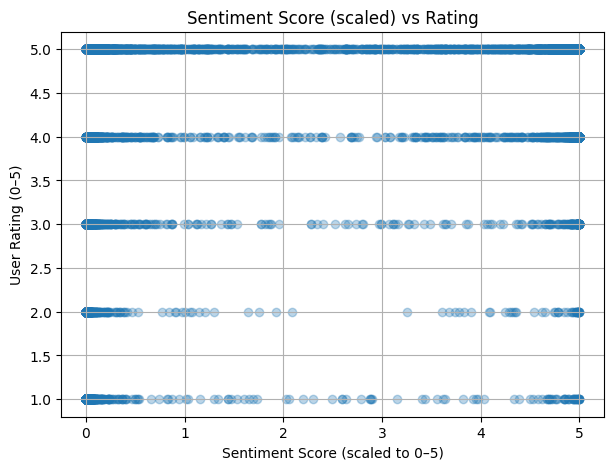 Sentiment Score (scaled) vs Rating
User Rating (0–5)
5.0
4.5
4.0
3.5
3.0
2.5
2.0
1.5
1.0
0 1 2 3 4 5
Sentiment Score (scaled to 0–5)